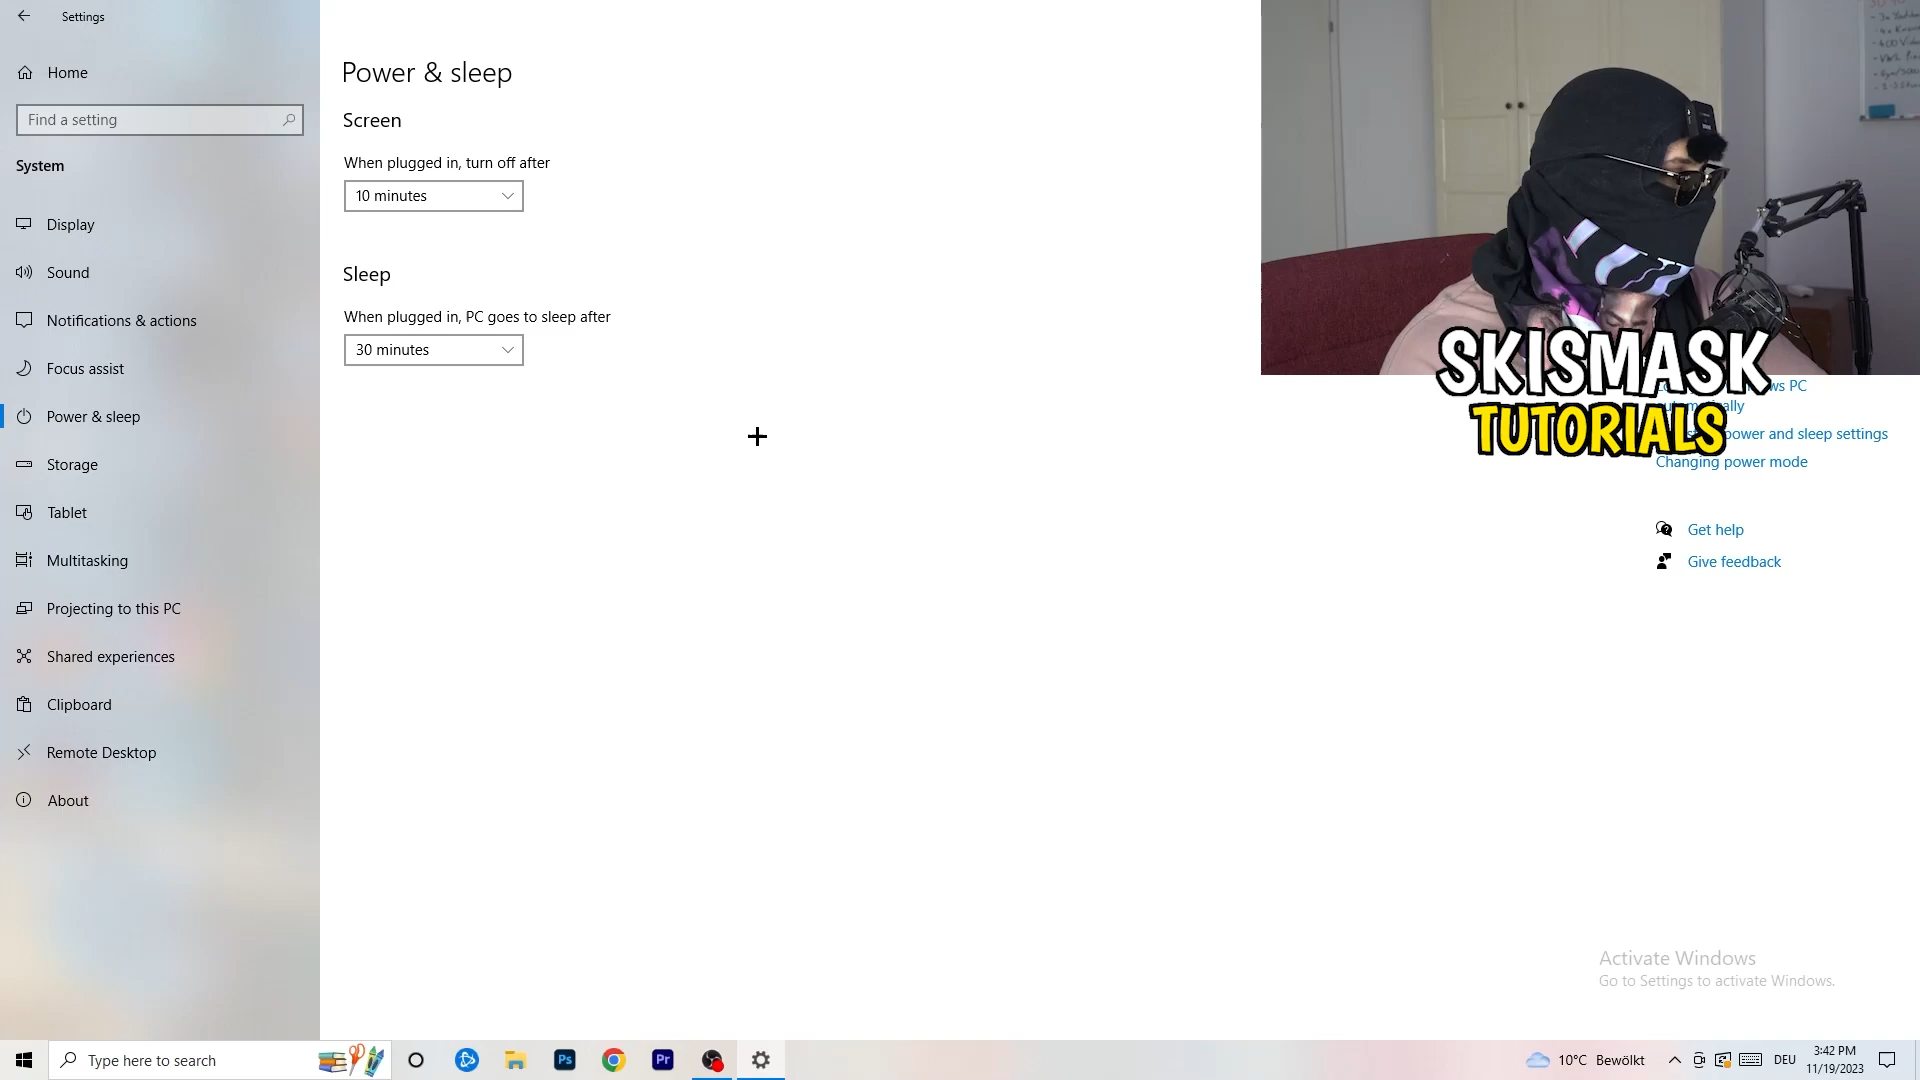 Settings
Home
Find a setting
System
Display
Sound
Notifications & actions
Focus assist
Power & sleep
Storage
Tablet
Multitasking
Projecting to this PC
Shared experiences
Clipboard
Remote Desktop
About
Power & sleep
Screen
When plugged in, turn off after
10 minutes
Sleep
When plugged in, PC goes to sleep after
30 minutes
SKISMASK
TUTORIALS
PC
power and sleep settings
Changing power mode
Get help
Give feedback
Activate Windows
Go to Settings to activate Windows.
Type here to search
Ps
Pr
10°C Bewölkt
DEU
3:42 PM
11/19/2023